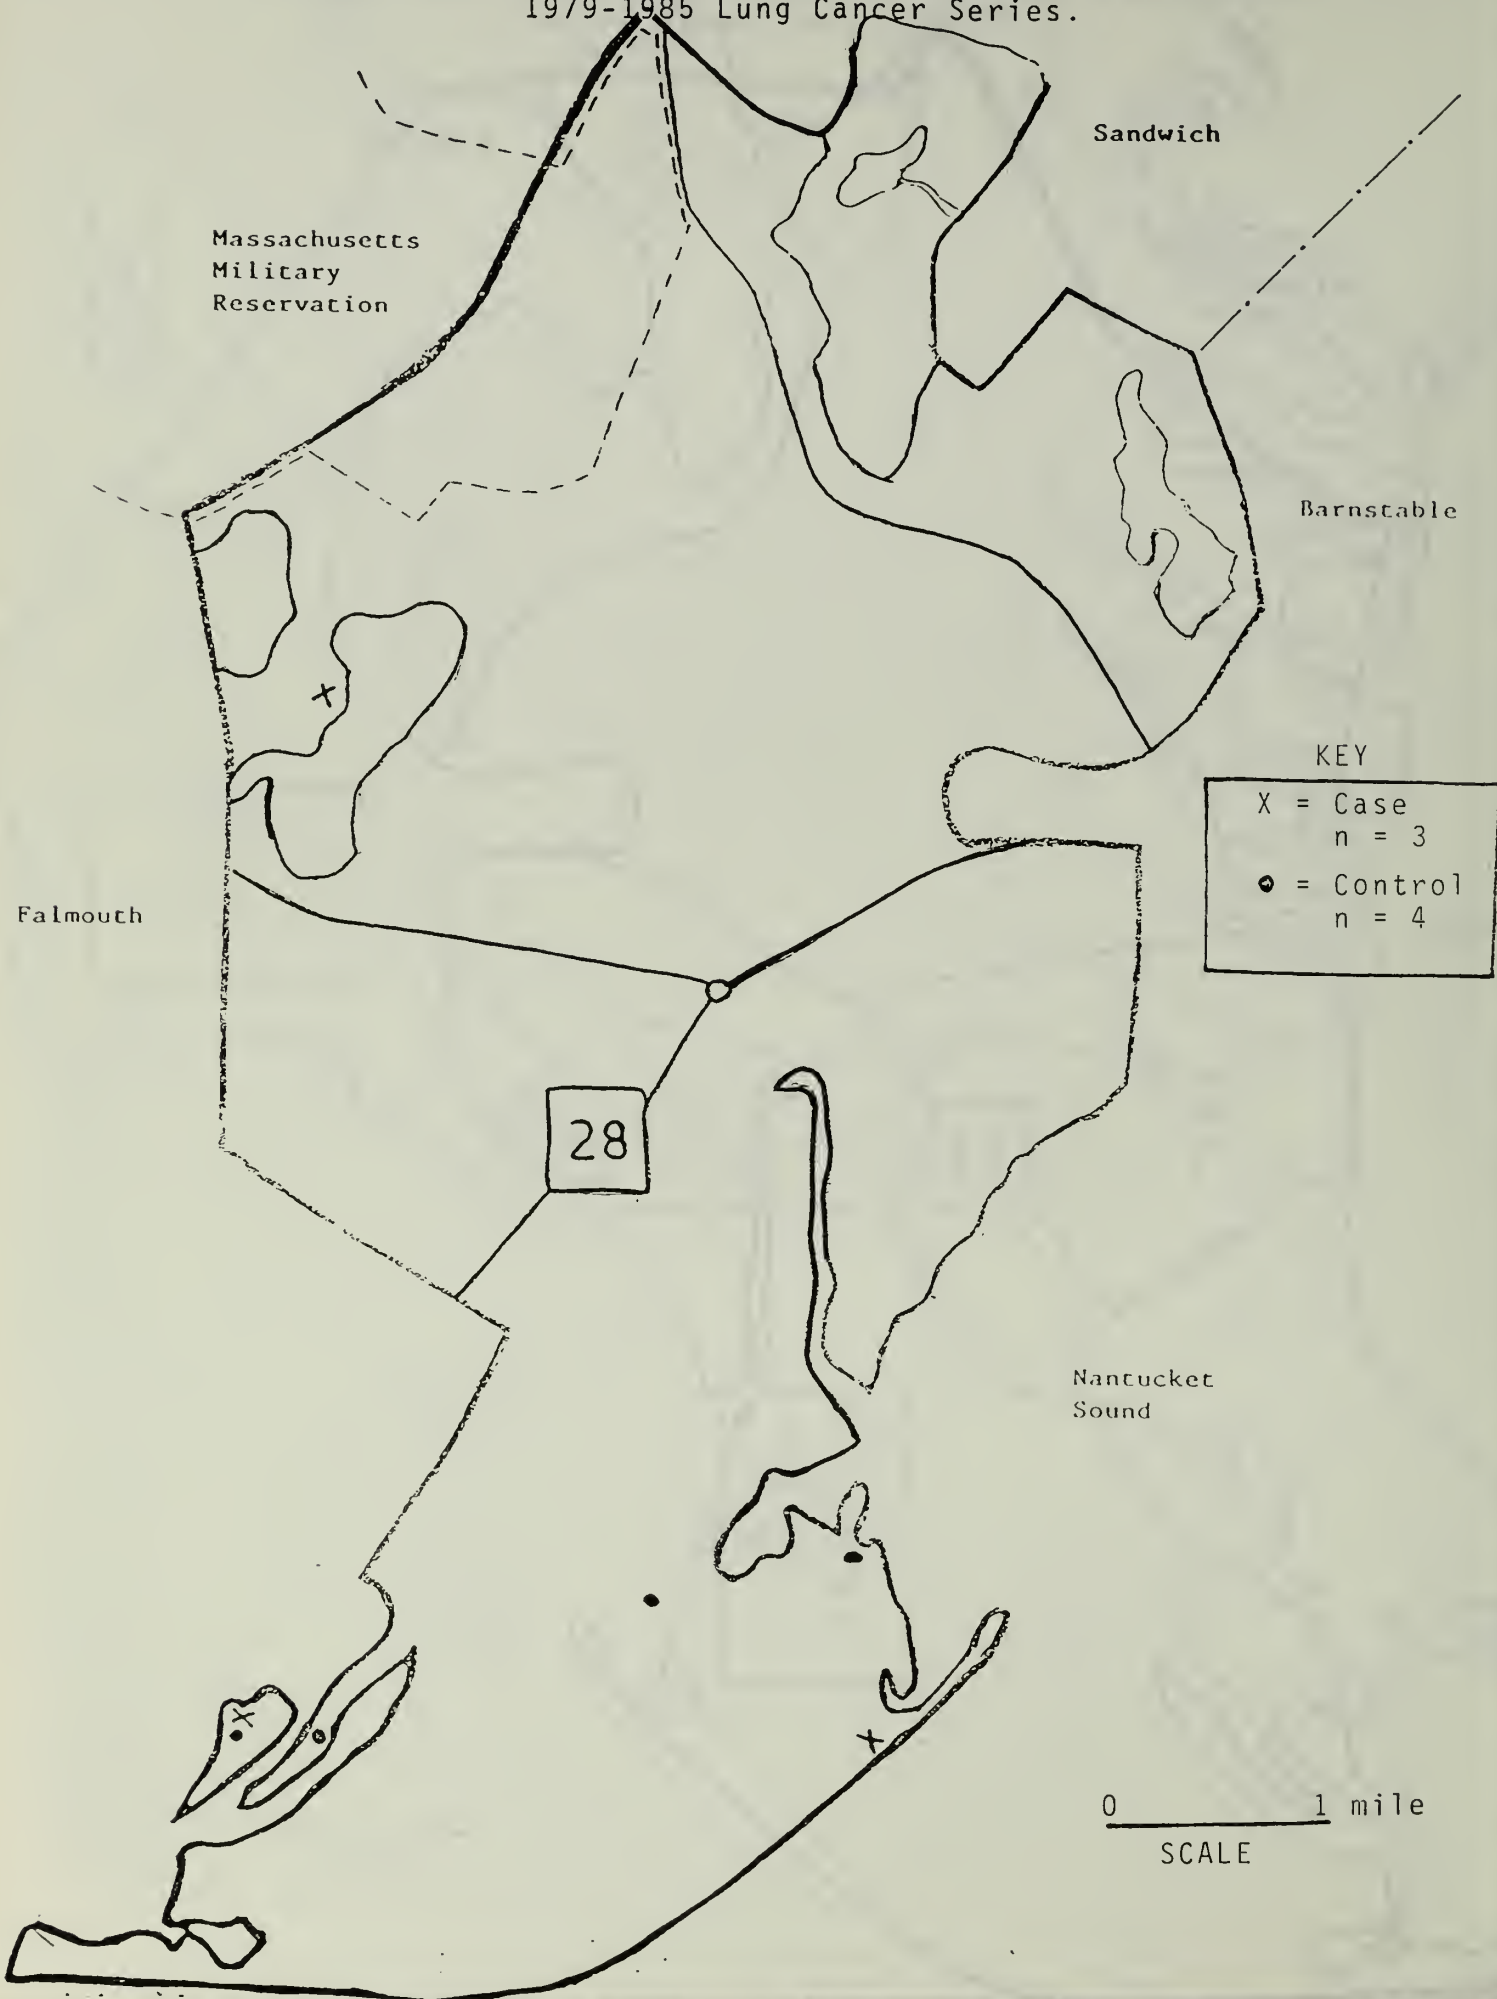 1979-1985 Lung Cancer Series.
Sandwich
Massachusetts
Military
Reservation
Barnstable
KEY
X = Case
n = 3
= Control
n = 4
Falmouth
28
Nantucket
Sound
0 1 mile
SCALE